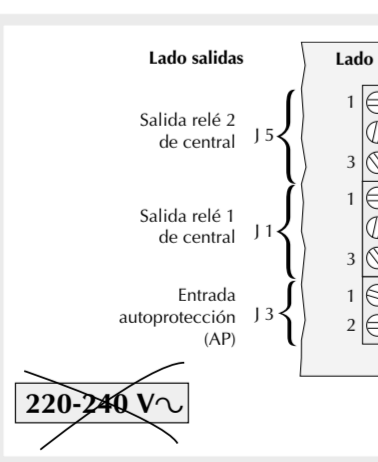 Lado salidas
Lado
Salida relé 2
de central
J 5
1
3
Salida relé 1
de central
J 1
1
3
Entrada
autoprotección
(AP)
J 3
1
2
220-240 V~